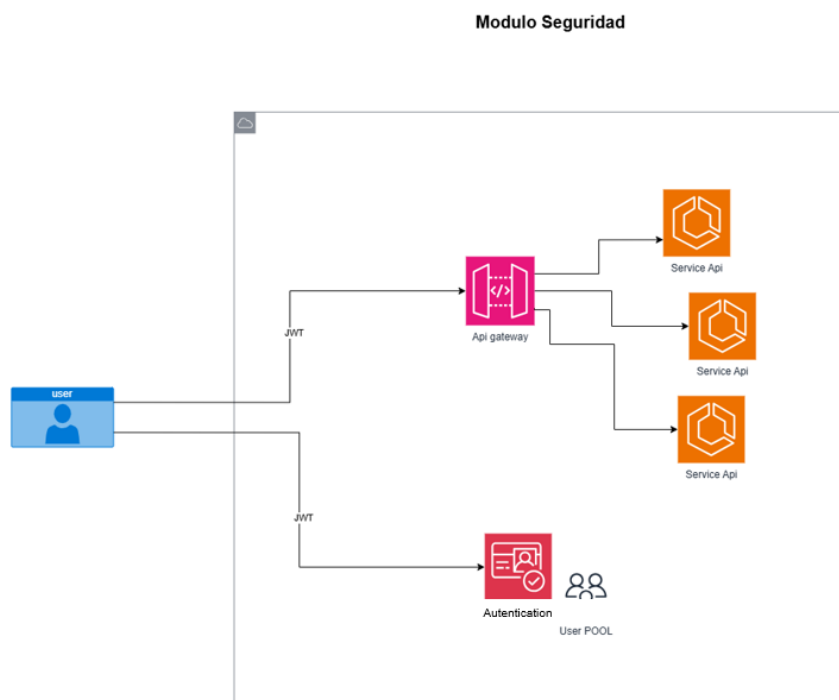 Modulo Seguridad
Service Api
Api gateway
JWT
Service Api
user
Service Api
JWT
Autentication
User POOL